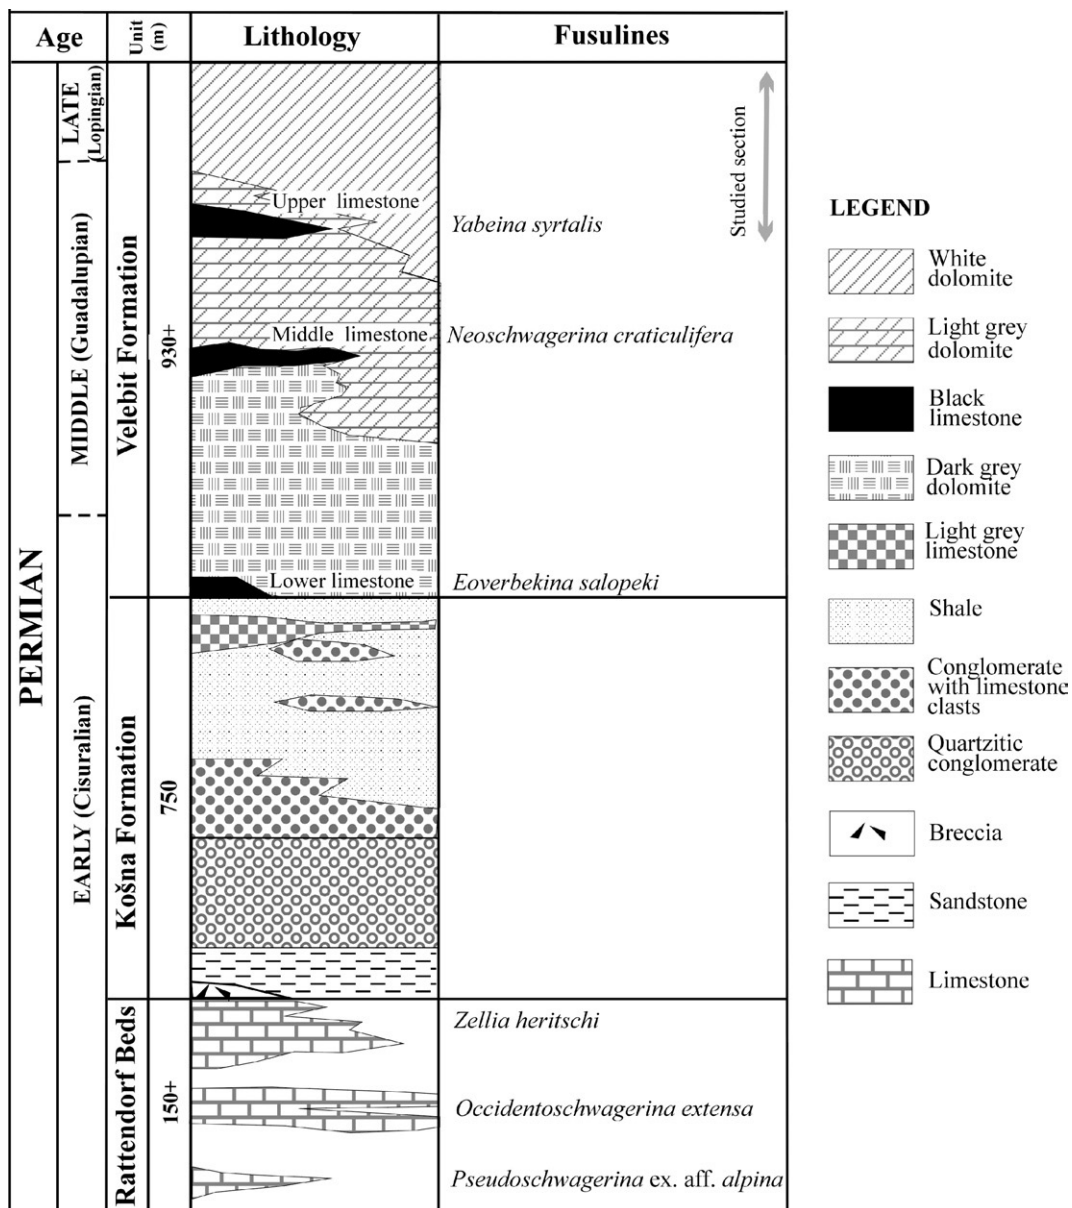 Age
Unit
(m)
Lithology
Fusulines
PERMIAN
LATE
(Lopingian)
MIDDLE (Guadalupian)
EARLY (Cisuralian)
Velebit Formation
930+
Košna Formation
750
Rattendorf Beds
150+
Upper limestone
Middle limestone
Lower limestone
Yabeina syrtalis
Neoschwagerina craticulifera
Eoverbekina salopeki
Zellia heritschi
Occidentoschwagerina extensa
Pseudoschwagerina ex. aff. alpina
Studied section
LEGEND
White
dolomite
Light grey
dolomite
Black
limestone
Dark grey
dolomite
Light grey
limestone
Shale
Conglomerate
with limestone
clasts
Quartzitic
conglomerate
Breccia
Sandstone
Limestone